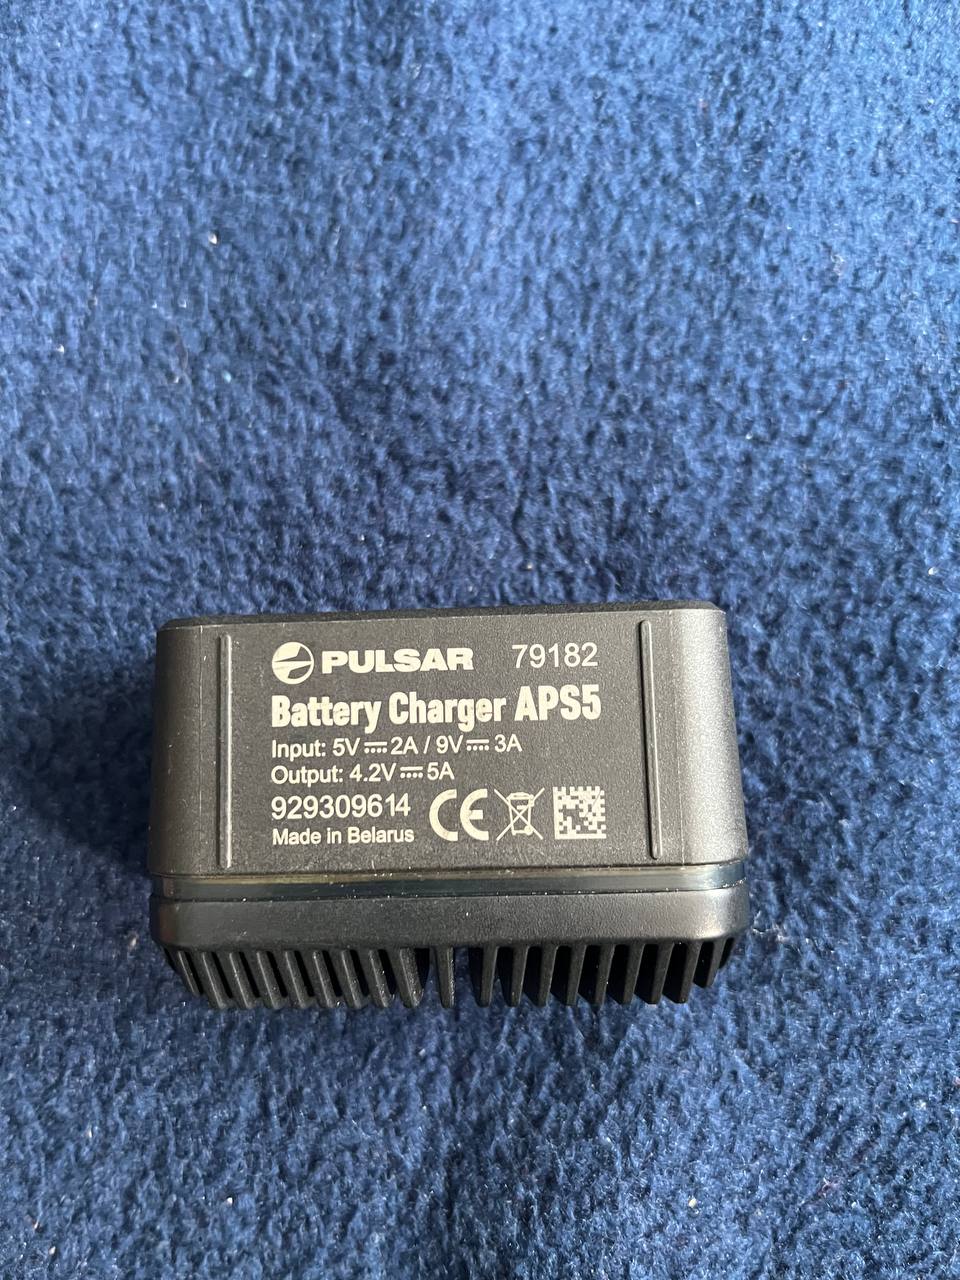 PULSAR 79182
Battery Charger APS5
Input: 5V⎓2A / 9V⎓3A
Output: 4.2V⎓5A
929309614
Made in Belarus
CE